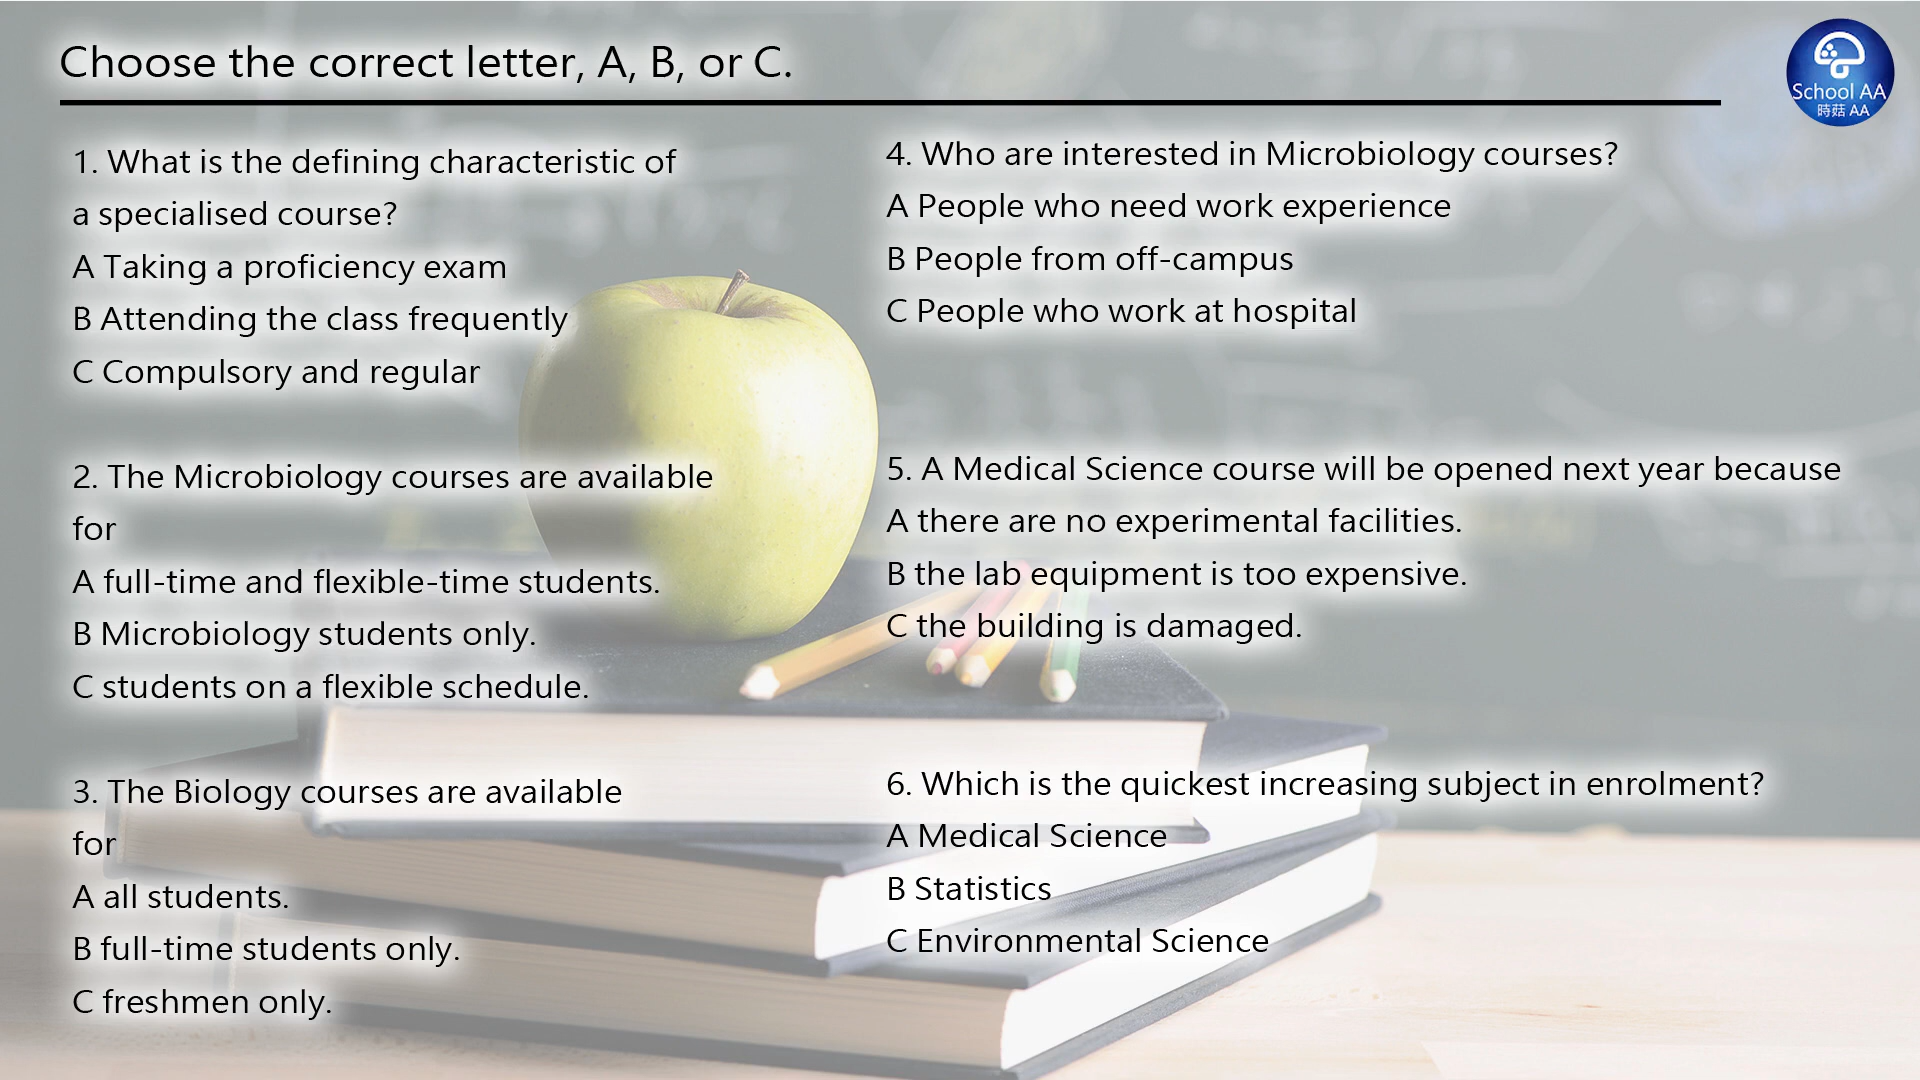 Choose the correct letter, A, B, or C.
School AA
時菇 AA
1. What is the defining characteristic of
a specialised course?
A Taking a proficiency exam
B Attending the class frequently
C Compulsory and regular
2. The Microbiology courses are available
for
A full-time and flexible-time students.
B Microbiology students only.
C students on a flexible schedule.
3. The Biology courses are available
for
A all students.
B full-time students only.
C freshmen only.
4. Who are interested in Microbiology courses?
A People who need work experience
B People from off-campus
C People who work at hospital
5. A Medical Science course will be opened next year because
A there are no experimental facilities.
B the lab equipment is too expensive.
C the building is damaged.
6. Which is the quickest increasing subject in enrolment?
A Medical Science
B Statistics
C Environmental Science